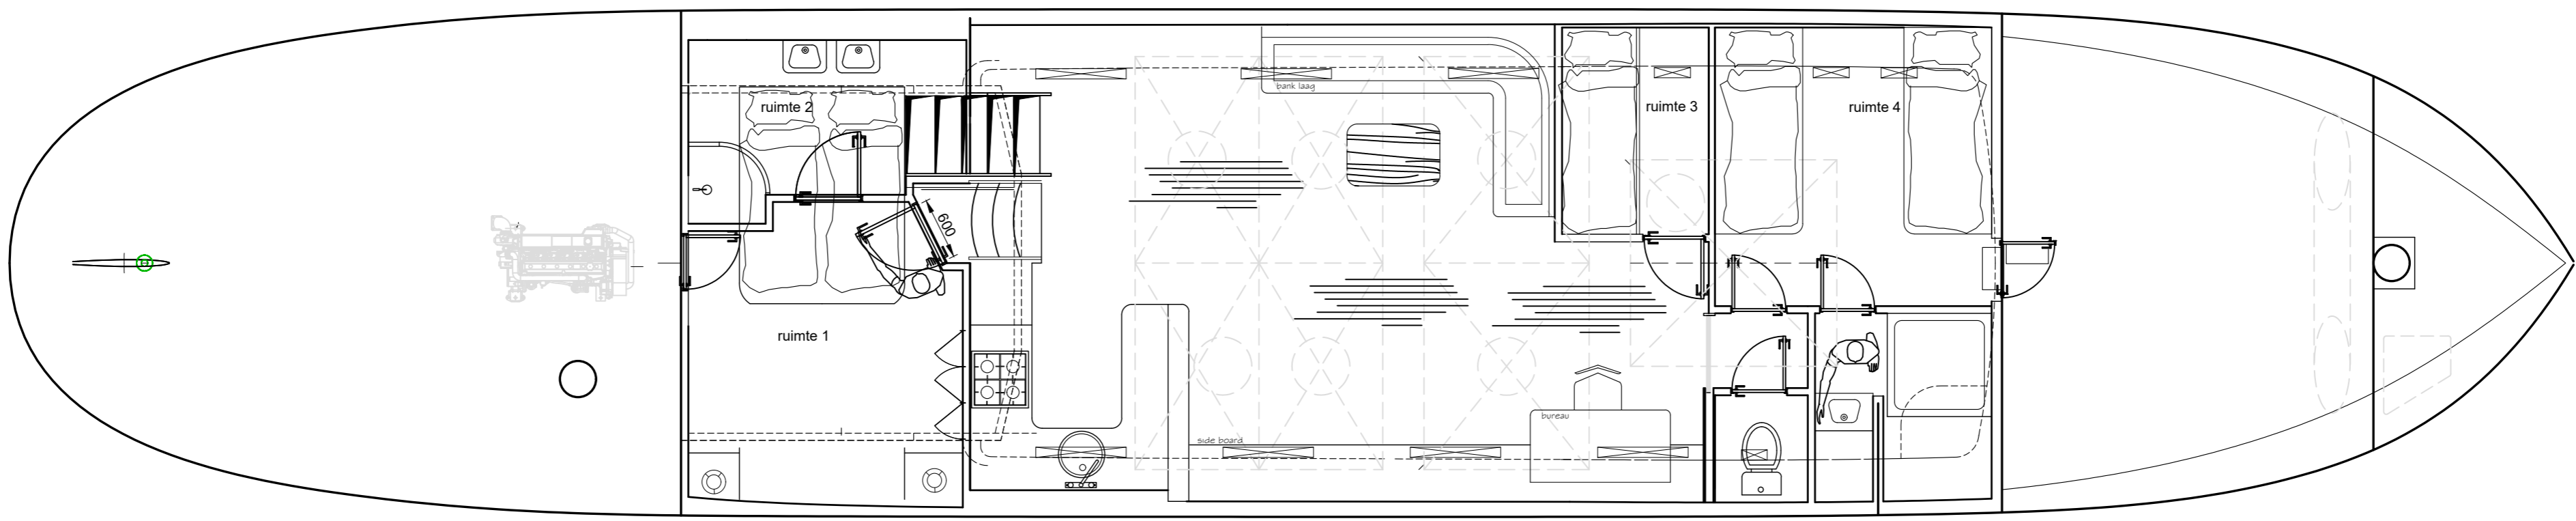 ruimte 2
600
ruimte 1
bank laag
ruimte 3
ruimte 4
bureau
side board